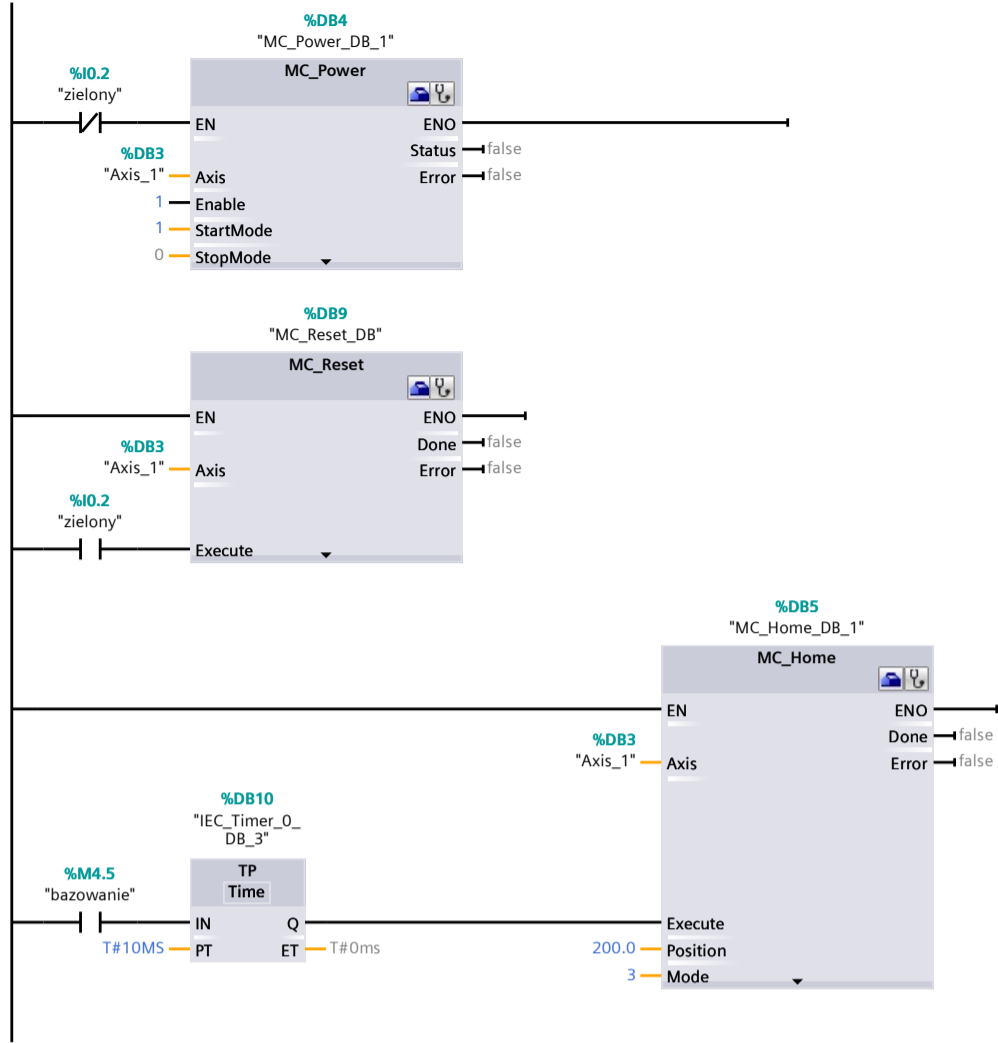 %DB4
"MC_Power_DB_1"
MC_Power
%I0.2
"zielony"
EN
ENO
Status
false
%DB3
"Axis_1"
Axis
Error
false
1
Enable
1
StartMode
0
StopMode
%DB9
"MC_Reset_DB"
MC_Reset
EN
ENO
Done
false
%DB3
"Axis_1"
Axis
Error
false
%I0.2
"zielony"
Execute
%DB5
"MC_Home_DB_1"
MC_Home
EN
ENO
Done
false
%DB3
"Axis_1"
Axis
Error
false
%DB10
"IEC_Timer_0_
DB_3"
TP
Time
%M4.5
"bazowanie"
IN
Q
Execute
T#10MS
PT
ET
T#0ms
200.0
Position
3
Mode